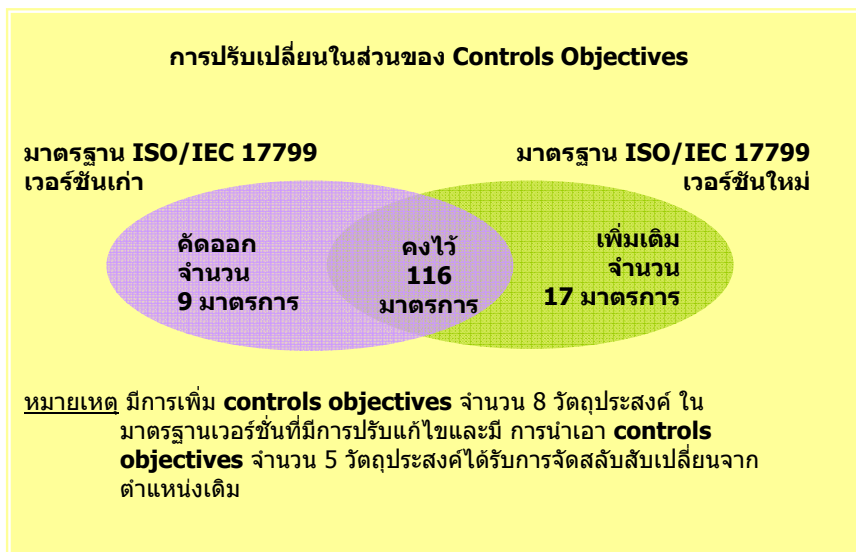 การปรับเปลี่ยนในส่วนของ Controls Objectives
มาตรฐาน ISO/IEC 17799
เวอร์ชันเก่า
มาตรฐาน ISO/IEC 17799
เวอร์ชันใหม่
คัดออก
จำนวน
9 มาตรการ
คงไว้
116
มาตรการ
เพิ่มเติม
จำนวน
17 มาตรการ
หมายเหตุ มีการเพิ่ม controls objectives จำนวน 8 วัตถุประสงค์ ใน
มาตรฐานเวอร์ชั่นที่มีการปรับแก้ไขและมี การนำเอา controls
objectives จำนวน 5 วัตถุประสงค์ได้รับการจัดสลับสับเปลี่ยนจาก
ตำแหน่งเดิม